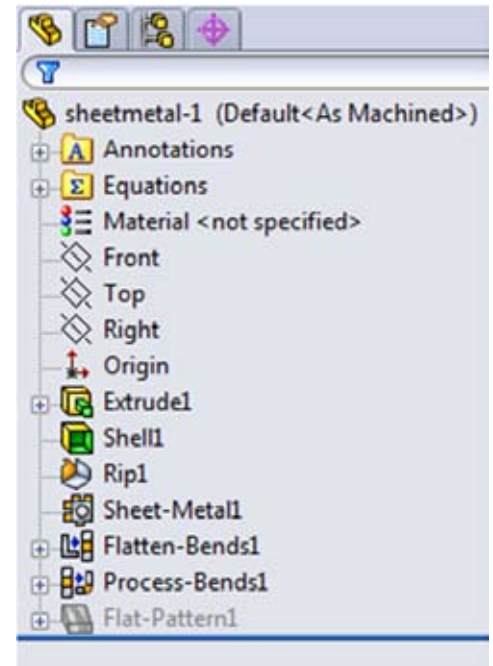 sheetmetal-1 (Default<As Machined>)
A Annotations
Σ Equations
Material <not specified>
Front
Top
Right
Origin
Extrude1
Shell1
Rip1
Sheet-Metal1
Flatten-Bends1
Process-Bends1
Flat-Pattern1